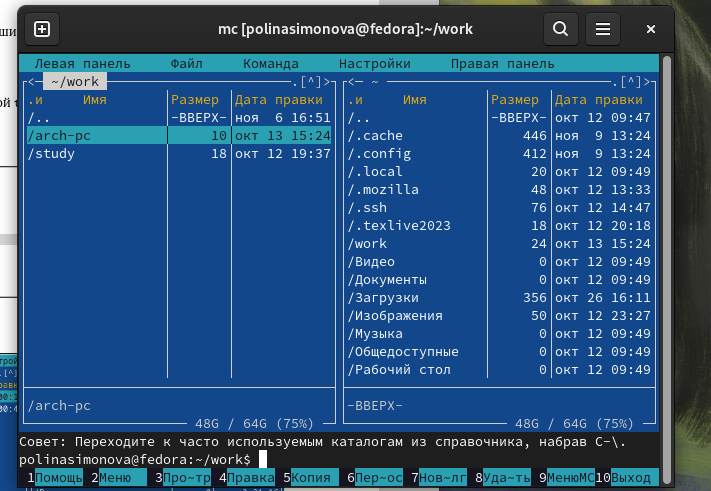 mc [polinasimonova@fedora]:~/work
Левая панель Файл Команда Настройки Правая панель
<─ ~/work .[^]> <─ ~ .[^]>
.и Имя Размер Дата правки .и Имя Размер Дата правки
/.. -ВВЕРХ- ноя 6 16:51 /.. -ВВЕРХ- окт 12 09:47
/arch-pc 10 окт 13 15:24 /.cache 446 ноя 9 13:24
/study 18 окт 12 19:37 /.config 412 ноя 9 13:24
/.local 20 окт 12 09:49
/.mozilla 48 окт 12 13:33
/.ssh 76 окт 12 14:47
/.texlive2023 18 окт 12 20:18
/work 24 окт 13 15:24
/Видео 0 окт 12 09:49
/Документы 0 окт 12 09:49
/Загрузки 356 окт 26 16:11
/Изображения 50 окт 12 23:27
/Музыка 0 окт 12 09:49
/Общедоступные 0 окт 12 09:49
/Рабочий стол 0 окт 12 09:49
/arch-pc -ВВЕРХ-
48G / 64G (75%) 48G / 64G (75%)
Совет: Переходите к часто используемым каталогам из справочника, набрав C-\.
polinasimonova@fedora:~/work$
1Помощь 2Меню 3Про~тр 4Правка 5Копия 6Пер~ос 7Нов~лг 8Уда~ть 9МенюMC 10Выход